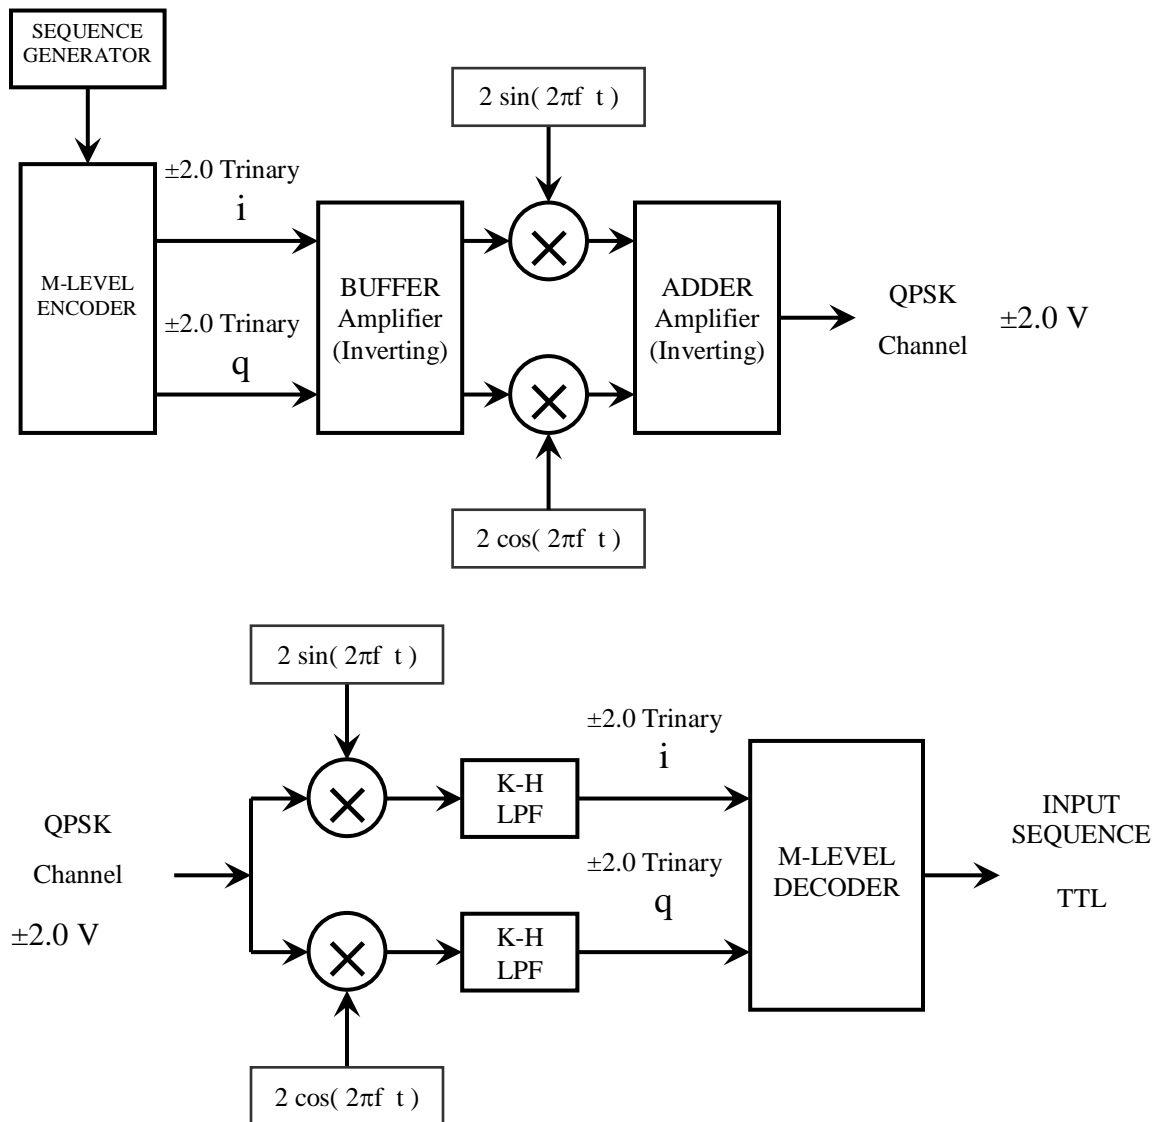 SEQUENCE
GENERATOR
2 sin( 2πf  t )
±2.0 Trinary
i
M-LEVEL
ENCODER
±2.0 Trinary
q
BUFFER
Amplifier
(Inverting)
ADDER
Amplifier
(Inverting)
QPSK
Channel
±2.0 V
2 cos( 2πf  t )
2 sin( 2πf  t )
±2.0 Trinary
i
K-H
LPF
QPSK
Channel
±2.0 V
±2.0 Trinary
q
K-H
LPF
M-LEVEL
DECODER
INPUT
SEQUENCE
TTL
2 cos( 2πf  t )